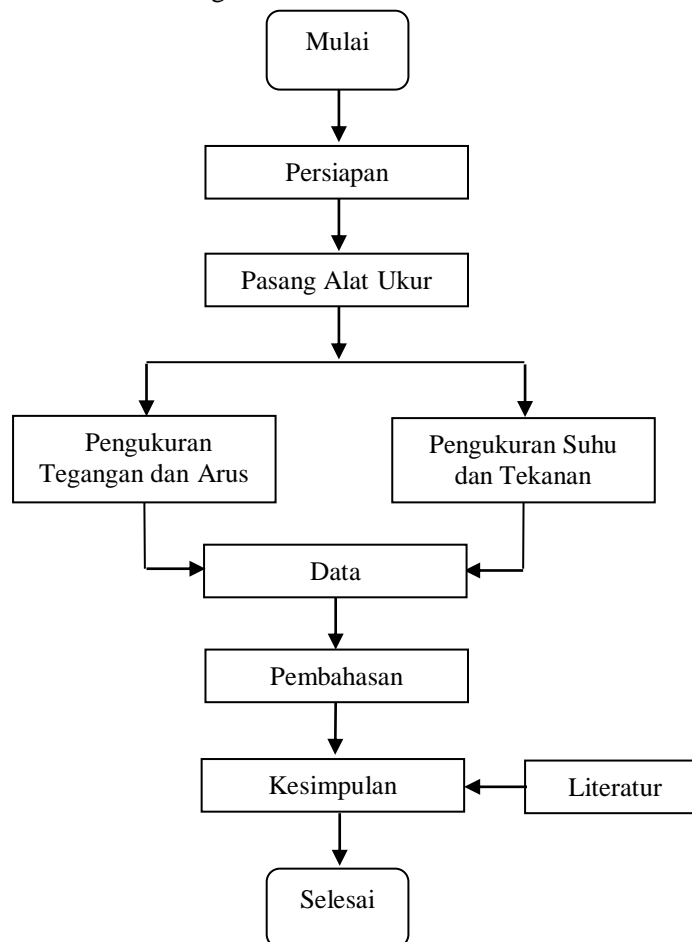 Mulai
Persiapan
Pasang Alat Ukur
Pengukuran
Tegangan dan Arus
Pengukuran Suhu
dan Tekanan
Data
Pembahasan
Kesimpulan
Literatur
Selesai